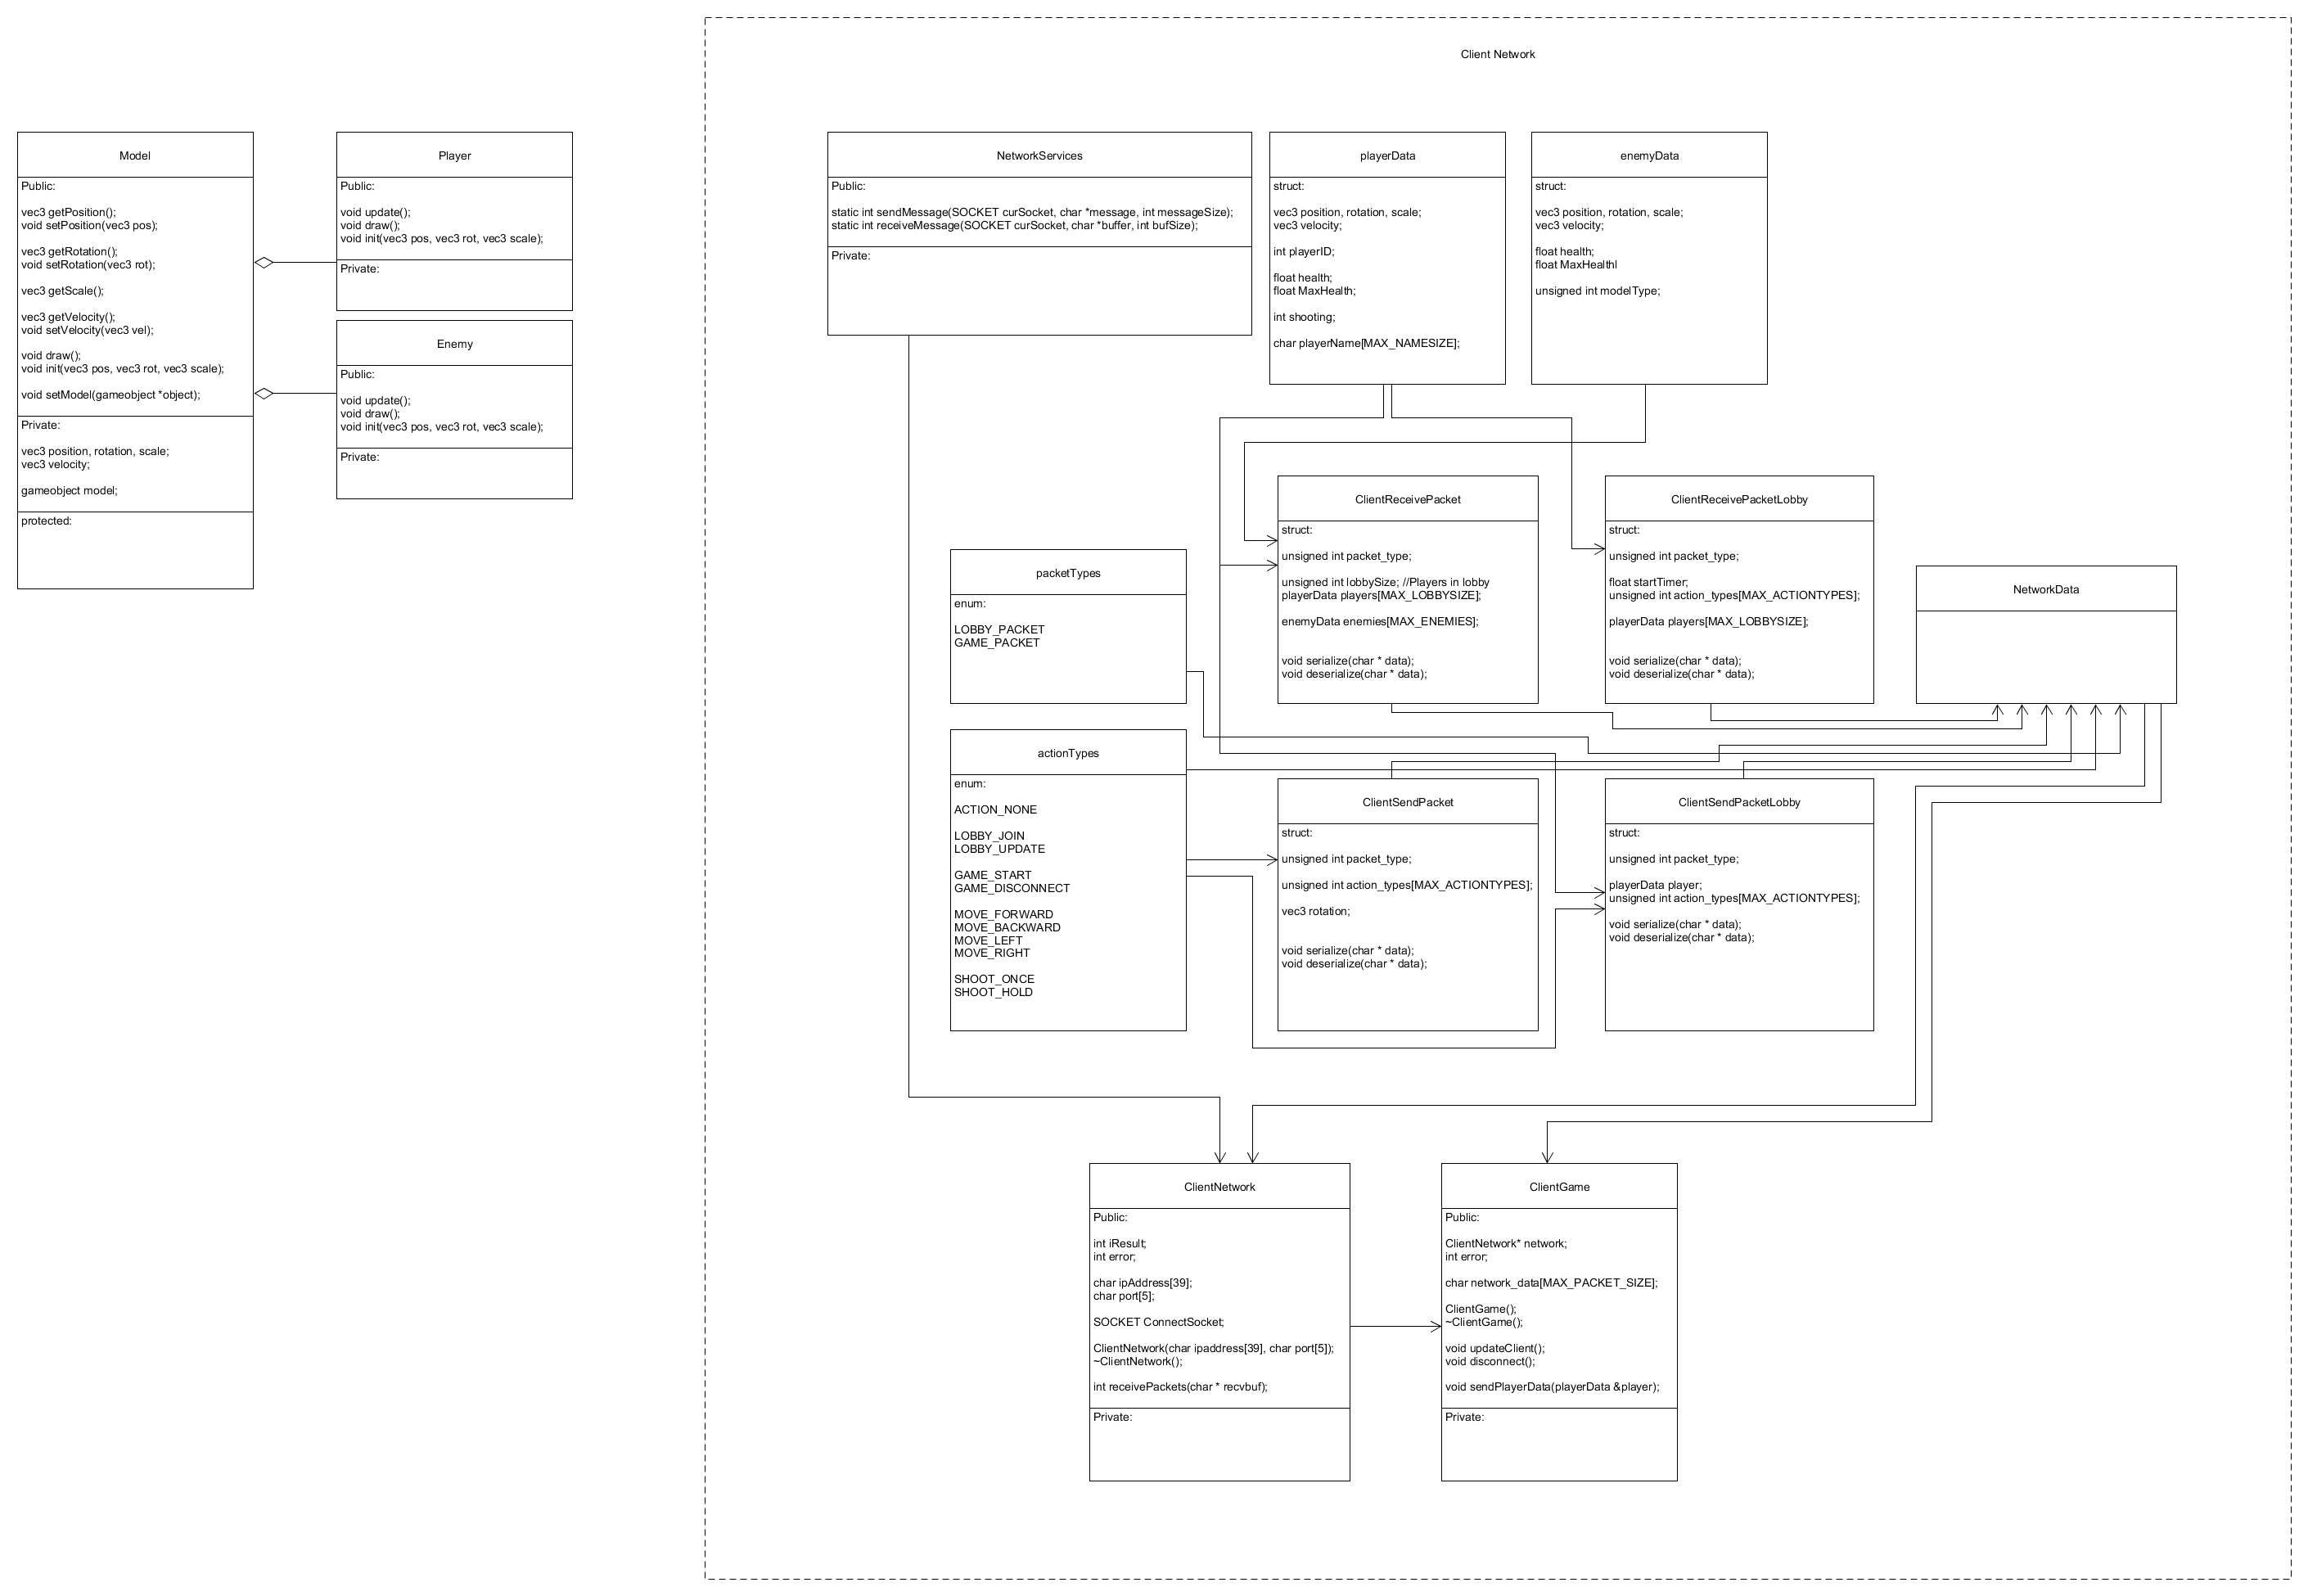 Client Network
Model
Public:
vec3 getPosition();
void setPosition(vec3 pos);
vec3 getRotation();
void setRotation(vec3 rot);
vec3 getScale();
vec3 getVelocity();
void setVelocity(vec3 vel);
void draw();
void init(vec3 pos, vec3 rot, vec3 scale);
void setModel(gameobject *object);
Private:
vec3 position, rotation, scale;
vec3 velocity;
gameobject model;
protected:
Player
Public:
void update();
void draw();
void init(vec3 pos, vec3 rot, vec3 scale);
Private:
Enemy
Public:
void update();
void draw();
void init(vec3 pos, vec3 rot, vec3 scale);
Private:
NetworkServices
Public:
static int sendMessage(SOCKET curSocket, char *message, int messageSize);
static int receiveMessage(SOCKET curSocket, char *buffer, int bufSize);
Private:
playerData
struct:
vec3 position, rotation, scale;
vec3 velocity;
int playerID;
float health;
float MaxHealth;
int shooting;
char playerName[MAX_NAMESIZE];
enemyData
struct:
vec3 position, rotation, scale;
vec3 velocity;
float health;
float MaxHealthl
unsigned int modelType;
ClientReceivePacket
struct:
unsigned int packet_type;
unsigned int lobbySize; //Players in lobby
playerData players[MAX_LOBBYSIZE];
enemyData enemies[MAX_ENEMIES];
void serialize(char * data);
void deserialize(char * data);
ClientReceivePacketLobby
struct:
unsigned int packet_type;
float startTimer;
unsigned int action_types[MAX_ACTIONTYPES];
playerData players[MAX_LOBBYSIZE];
void serialize(char * data);
void deserialize(char * data);
packetTypes
enum:
LOBBY_PACKET
GAME_PACKET
NetworkData
actionTypes
enum:
ACTION_NONE
LOBBY_JOIN
LOBBY_UPDATE
GAME_START
GAME_DISCONNECT
MOVE_FORWARD
MOVE_BACKWARD
MOVE_LEFT
MOVE_RIGHT
SHOOT_ONCE
SHOOT_HOLD
ClientSendPacket
struct:
unsigned int packet_type;
unsigned int action_types[MAX_ACTIONTYPES];
vec3 rotation;
void serialize(char * data);
void deserialize(char * data);
ClientSendPacketLobby
struct:
unsigned int packet_type;
playerData player;
unsigned int action_types[MAX_ACTIONTYPES];
void serialize(char * data);
void deserialize(char * data);
ClientNetwork
Public:
int iResult;
int error;
char ipAddress[39];
char port[5];
SOCKET ConnectSocket;
ClientNetwork(char ipaddress[39], char port[5]);
~ClientNetwork();
int receivePackets(char * recvbuf);
Private:
ClientGame
Public:
ClientNetwork* network;
int error;
char network_data[MAX_PACKET_SIZE];
ClientGame();
~ClientGame();
void updateClient();
void disconnect();
void sendPlayerData(playerData &player);
Private: